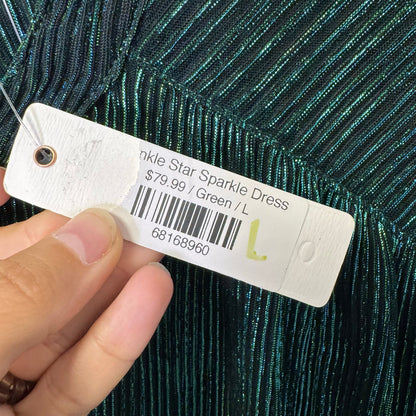 nkle Star Sparkle Dress
$79.99 / Green / L
68168960
L